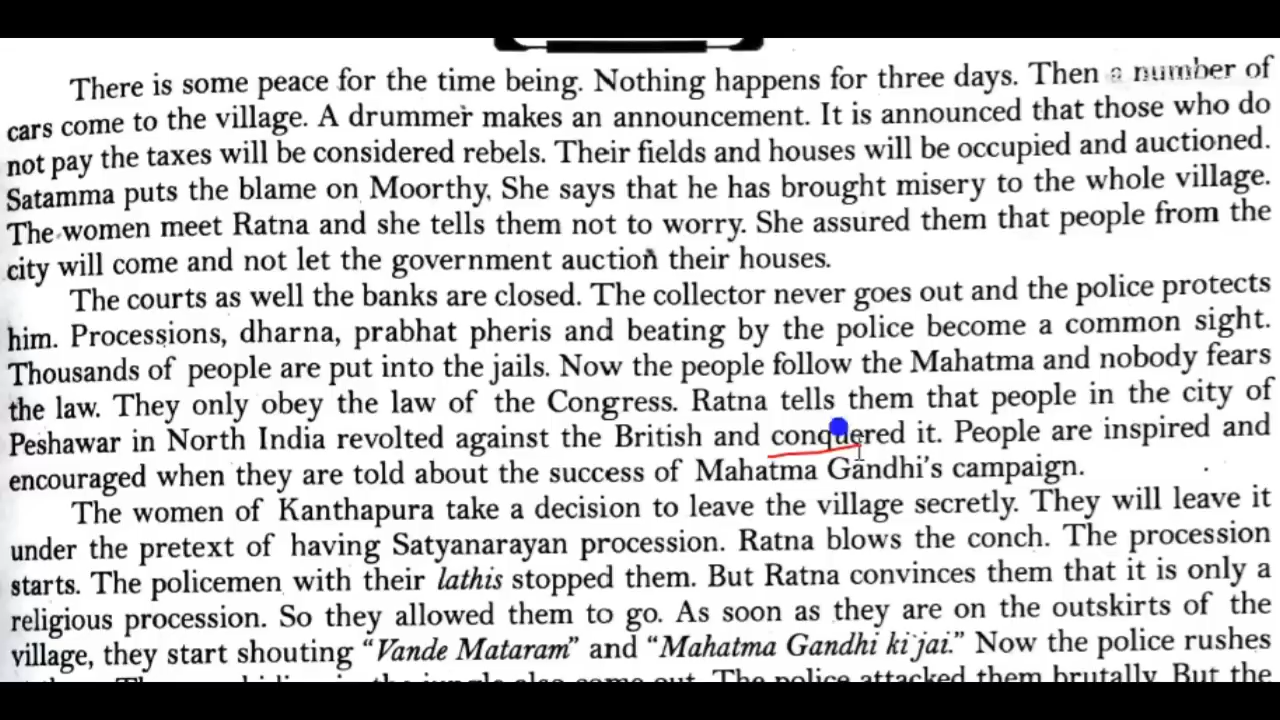 There is some peace for the time being. Nothing happens for three days. Then a number of
cars come to the village. A drummer makes an announcement. It is announced that those who do
not pay the taxes will be considered rebels. Their fields and houses will be occupied and auctioned.
Satamma puts the blame on Moorthy. She says that he has brought misery to the whole village.
The women meet Ratna and she tells them not to worry. She assured them that people from the
city will come and not let the government auction their houses.
The courts as well the banks are closed. The collector never goes out and the police protects
him. Processions, dharna, prabhat pheris and beating by the police become a common sight.
Thousands of people are put into the jails. Now the people follow the Mahatma and nobody fears
the law. They only obey the law of the Congress. Ratna tells them that people in the city of
Peshawar in North India revolted against the British and conquered it. People are inspired and
encouraged when they are told about the success of Mahatma Gandhi's campaign.
The women of Kanthapura take a decision to leave the village secretly. They will leave it
under the pretext of having Satyanarayan procession. Ratna blows the conch. The procession
starts. The policemen with their lathis stopped them. But Ratna convinces them that it is only a
religious procession. So they allowed them to go. As soon as they are on the outskirts of the
village, they start shouting "Vande Mataram" and "Mahatma Gandhi ki jai." Now the police rushes
the jungle also come out. The police attacked them brutally. But the